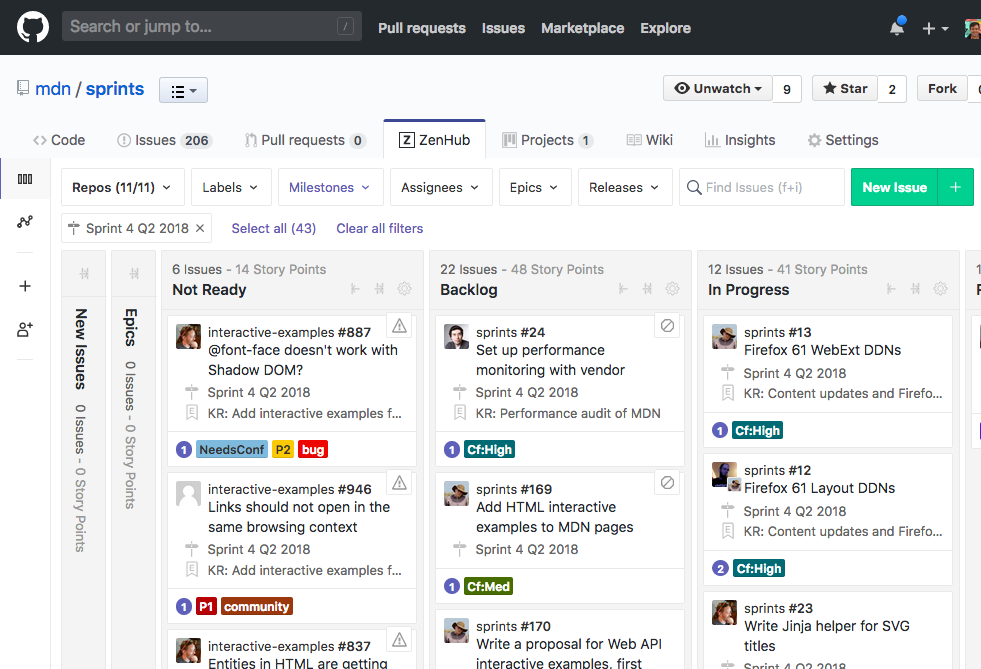 Search or jump to... /
Pull requests Issues Marketplace Explore
mdn / sprints
Unwatch 9 Star 2 Fork
Code Issues 206 Pull requests 0 Z ZenHub Projects 1 Wiki Insights Settings
Repos (11/11) Labels Milestones Assignees Epics Releases Find Issues (f+i) New Issue +
Sprint 4 Q2 2018 × Select all (43) Clear all filters
New Issues 0 Issues - 0 Story Points
Epics 0 Issues - 0 Story Points
6 Issues - 14 Story Points
Not Ready
interactive-examples #887
@font-face doesn't work with
Shadow DOM?
Sprint 4 Q2 2018
KR: Add interactive examples f...
1 NeedsConf P2 bug
interactive-examples #946
Links should not open in the
same browsing context
Sprint 4 Q2 2018
KR: Add interactive examples f...
1 P1 community
interactive-examples #837
Entities in HTML are getting
22 Issues - 48 Story Points
Backlog
sprints #24
Set up performance
monitoring with vendor
Sprint 4 Q2 2018
KR: Performance audit of MDN
1 Cf:High
sprints #169
Add HTML interactive
examples to MDN pages
Sprint 4 Q2 2018
1 Cf:Med
sprints #170
Write a proposal for Web API
interactive examples, first
12 Issues - 41 Story Points
In Progress
sprints #13
Firefox 61 WebExt DDNs
Sprint 4 Q2 2018
KR: Content updates and Firefo...
1 Cf:High
sprints #12
Firefox 61 Layout DDNs
Sprint 4 Q2 2018
KR: Content updates and Firefo...
2 Cf:High
sprints #23
Write Jinja helper for SVG
titles
Sprint 4 Q2 2018